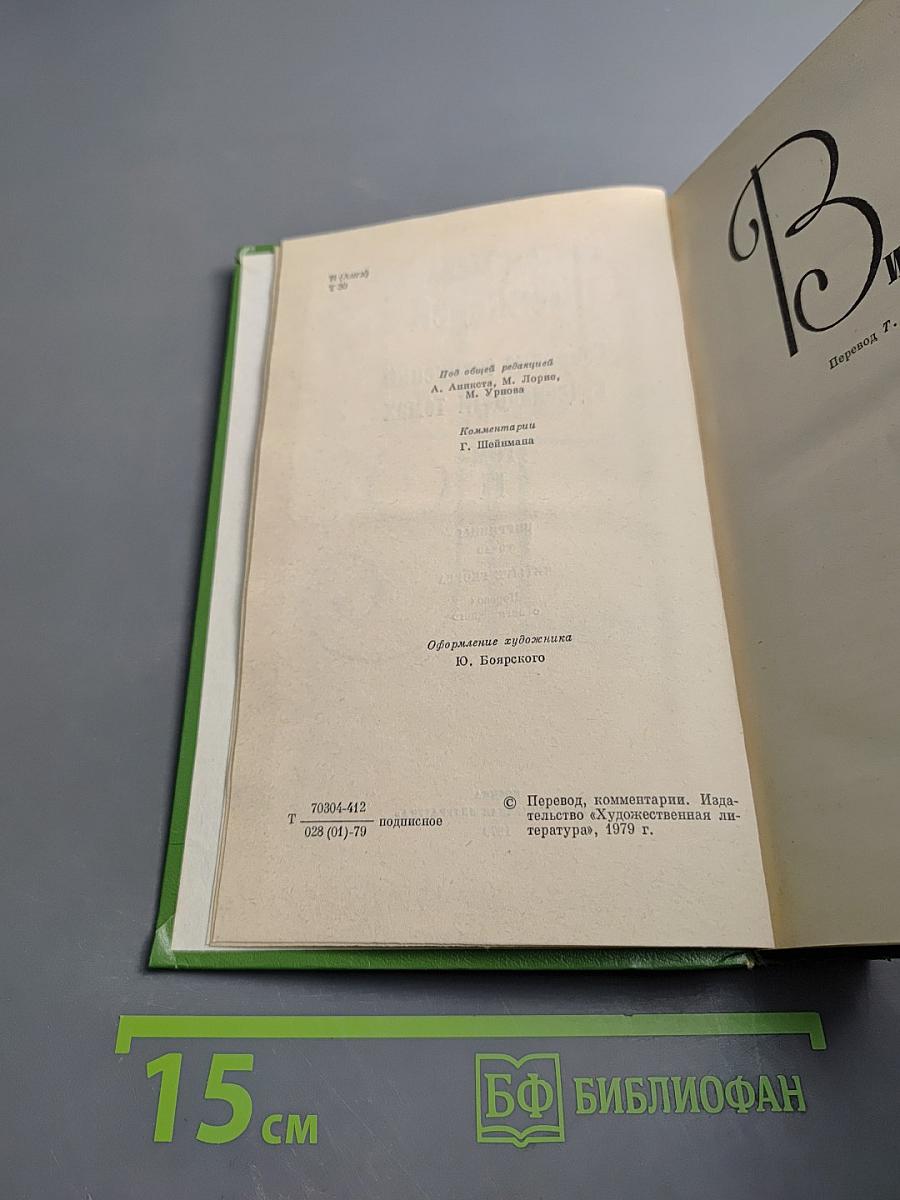 И (Англ)
Т 30
Под общей редакцией
А. Аникста, М. Лорие,
М. Урнова
Комментарии
Г. Шейнмана
Оформление художника
Ю. Боярского
70304-412
Т
028 (01)-79
подписное
© Перевод, комментарии. Изда-
тельство «Художественная ли-
тература», 1979 г.
В
Перевод Т.
15 см
БФ БИБЛИОФАН